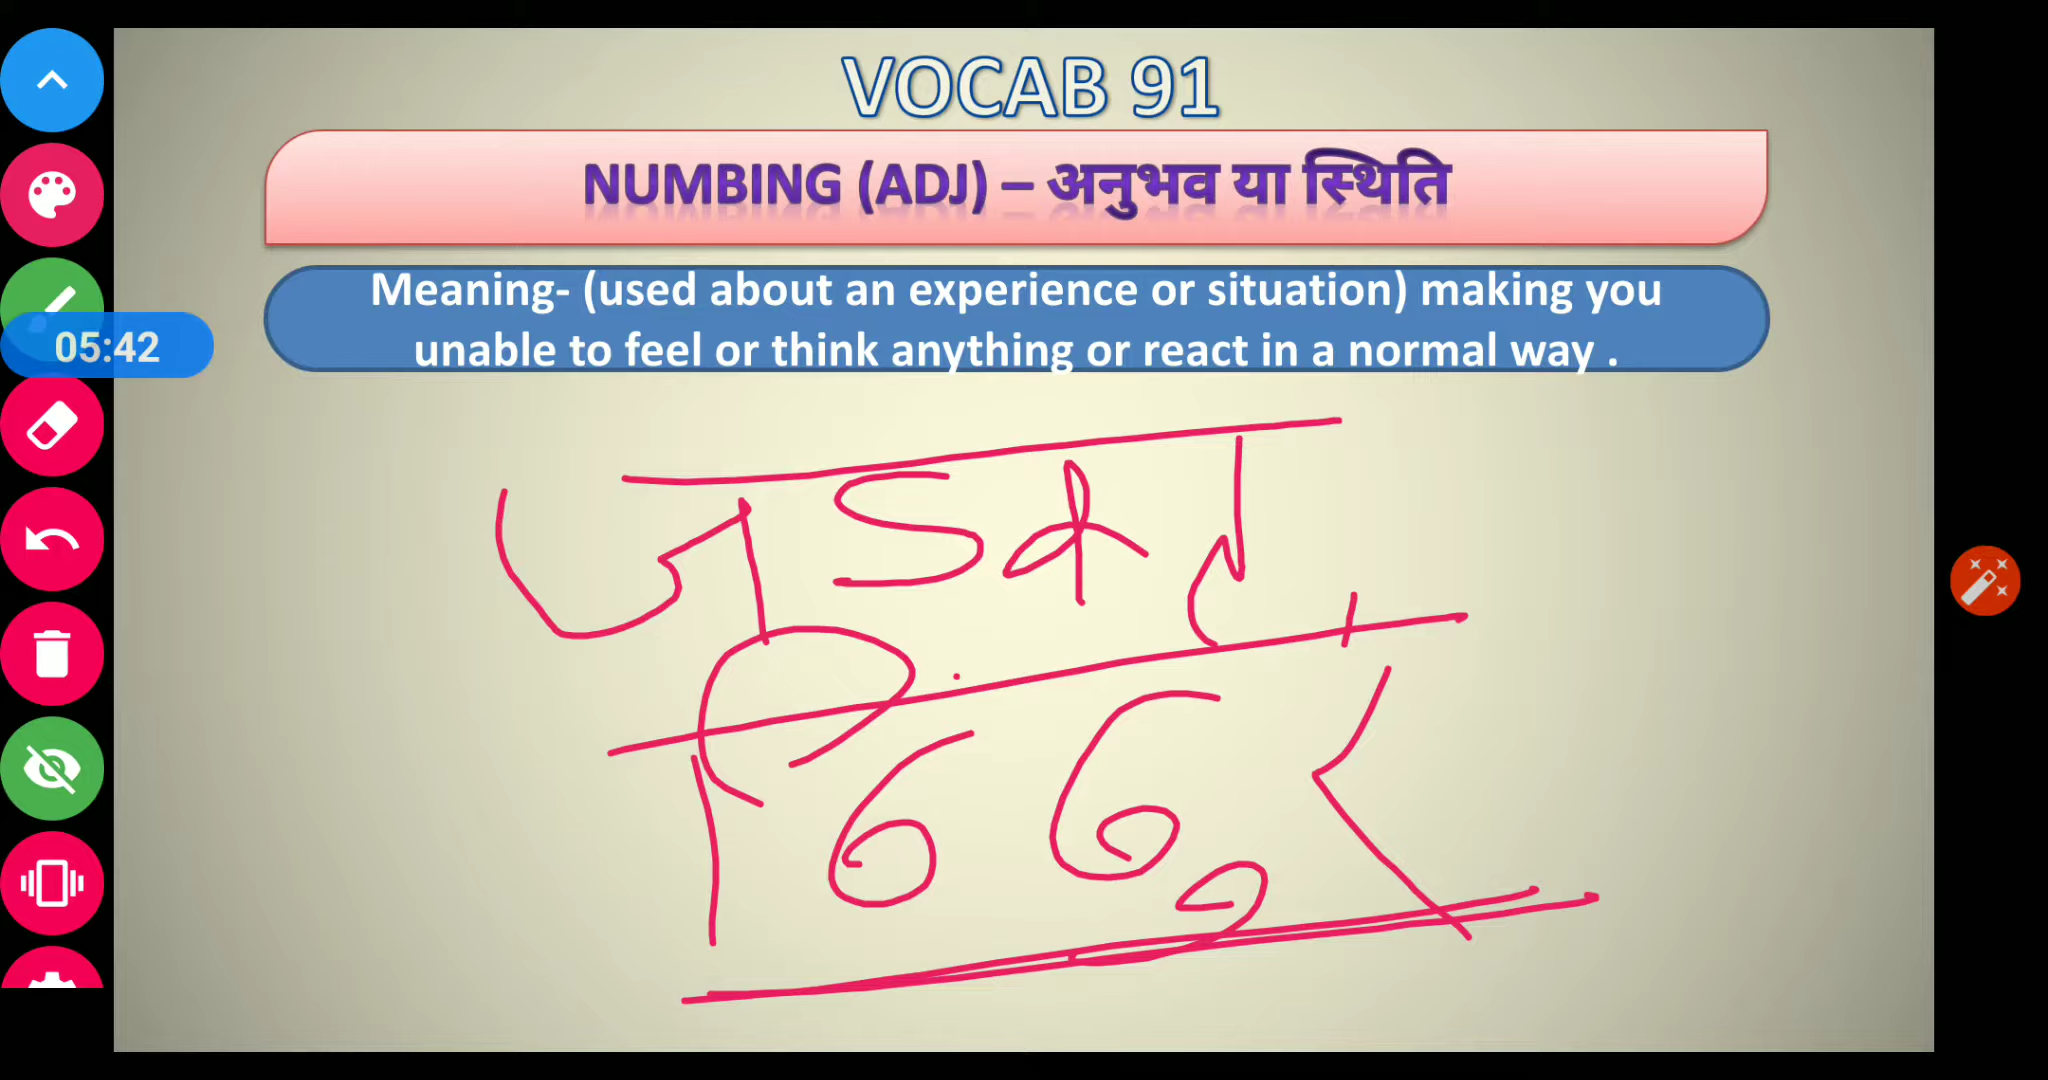 VOCAB 91
NUMBING (ADJ) – अनुभव या स्थिति
Meaning- (used about an experience or situation) making you
unable to feel or think anything or react in a normal way .
05:42